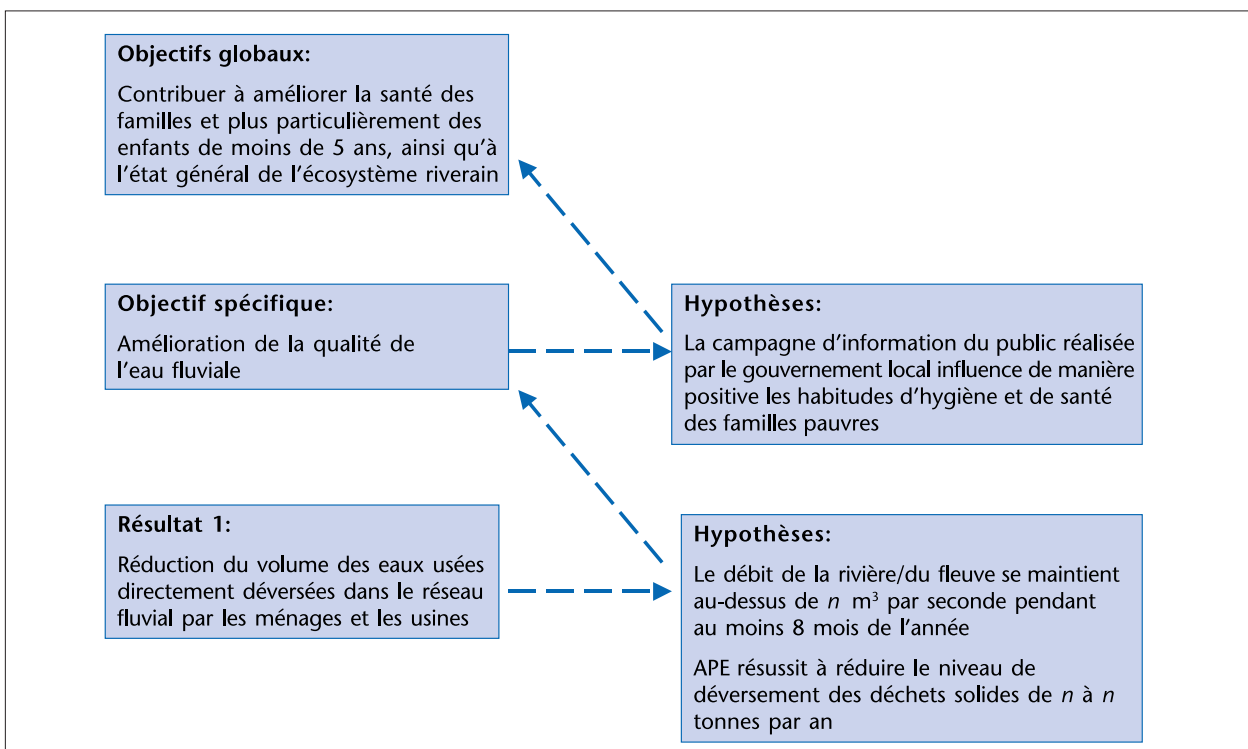 Objectifs globaux:
Contribuer à améliorer la santé des
familles et plus particulièrement des
enfants de moins de 5 ans, ainsi qu'à
l'état général de l'écosystème riverain
Objectif spécifique:
Amélioration de la qualité de
l'eau fluviale
Hypothèses:
La campagne d'information du public réalisée
par le gouvernement local influence de manière
positive les habitudes d'hygiène et de santé
des familles pauvres
Résultat 1:
Réduction du volume des eaux usées
directement déversées dans le réseau
fluvial par les ménages et les usines
Hypothèses:
Le débit de la rivière/du fleuve se maintient
au-dessus de n m³ par seconde pendant
au moins 8 mois de l'année
APE résussit à réduire le niveau de
déversement des déchets solides de n à n
tonnes par an